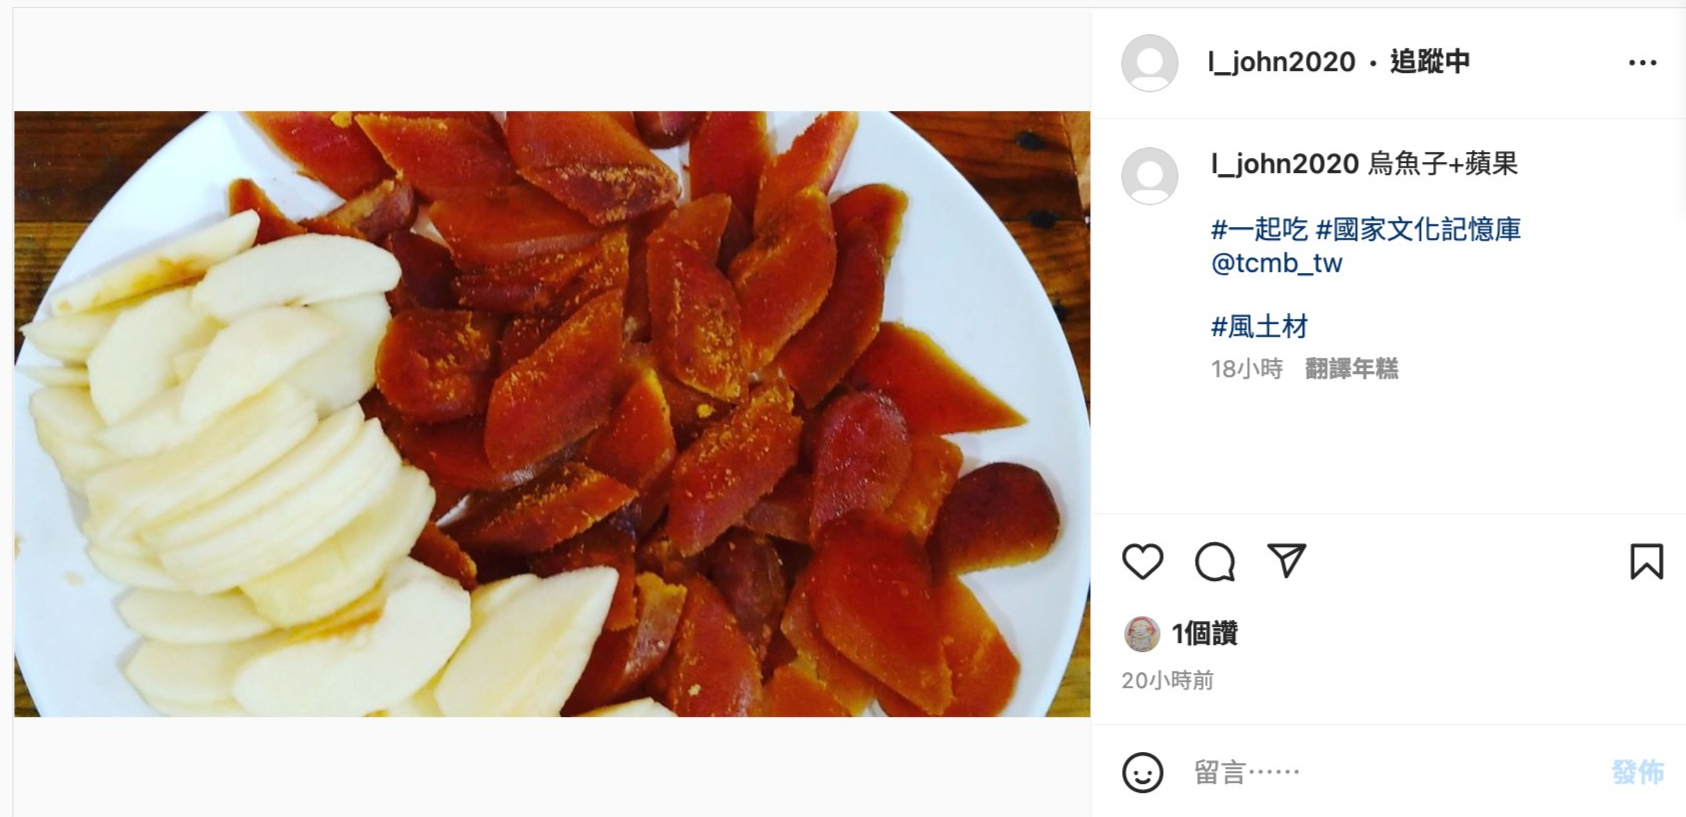 l_john2020 • 追蹤中
l_john2020 烏魚子+蘋果
#一起吃 #國家文化記憶庫
@tcmb_tw
#風土材
18小時 翻譯年糕
1個讚
20小時前
留言⋯⋯
發佈